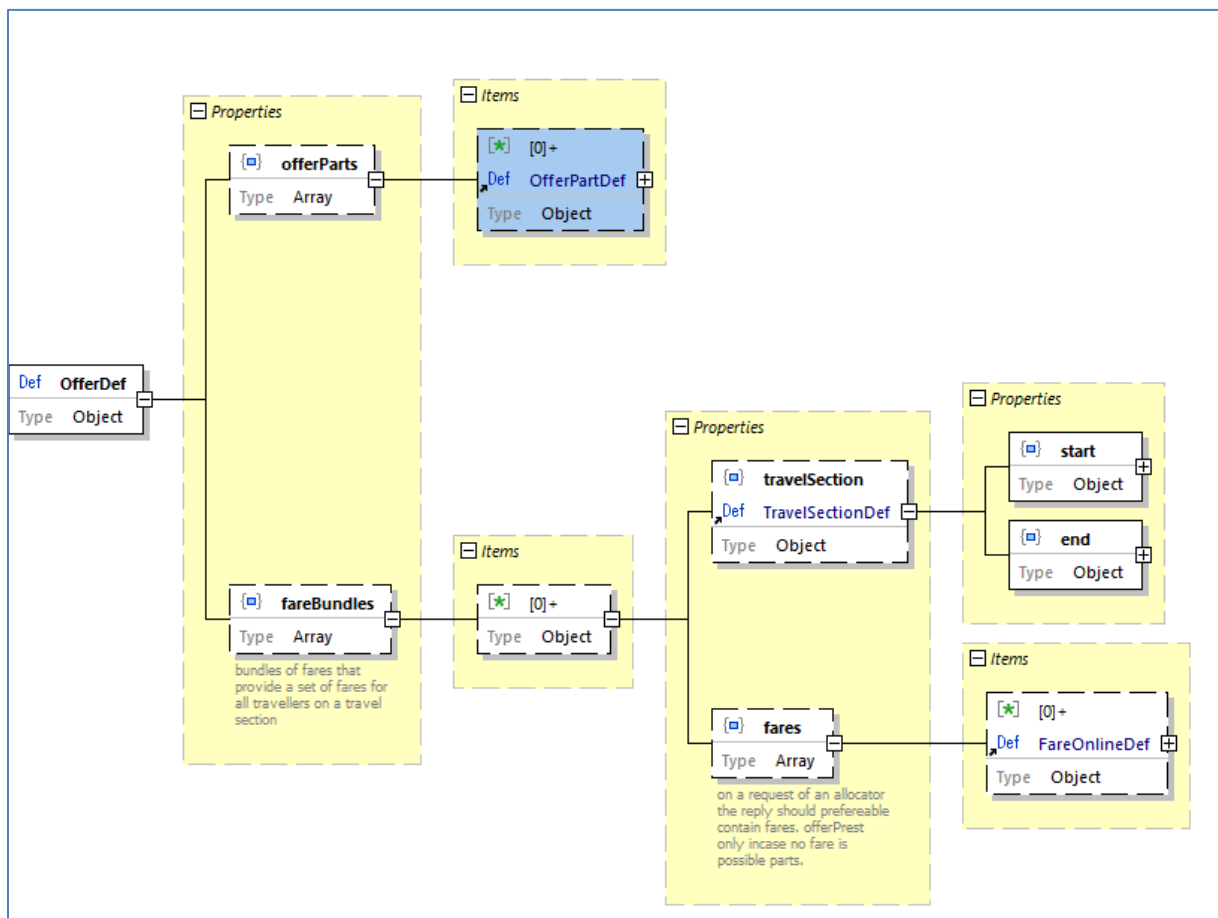 Items
Properties
[*] [0]+
Def OfferPartDef
Type Object
{} offerParts
Type Array
Def OfferDef
Type Object
Properties
Properties
{} start
Type Object
{} travelSection
Def TravelSectionDef
Type Object
{} end
Type Object
Items
[*] [0]+
Type Object
{} fareBundles
Type Array
bundles of fares that
provide a set of fares for
all travellers on a travel
section
Items
[*] [0]+
Def FareOnlineDef
Type Object
{} fares
Type Array
on a request of an allocator
the reply should prefereable
contain fares. offerPrest
only incase no fare is
possible parts.